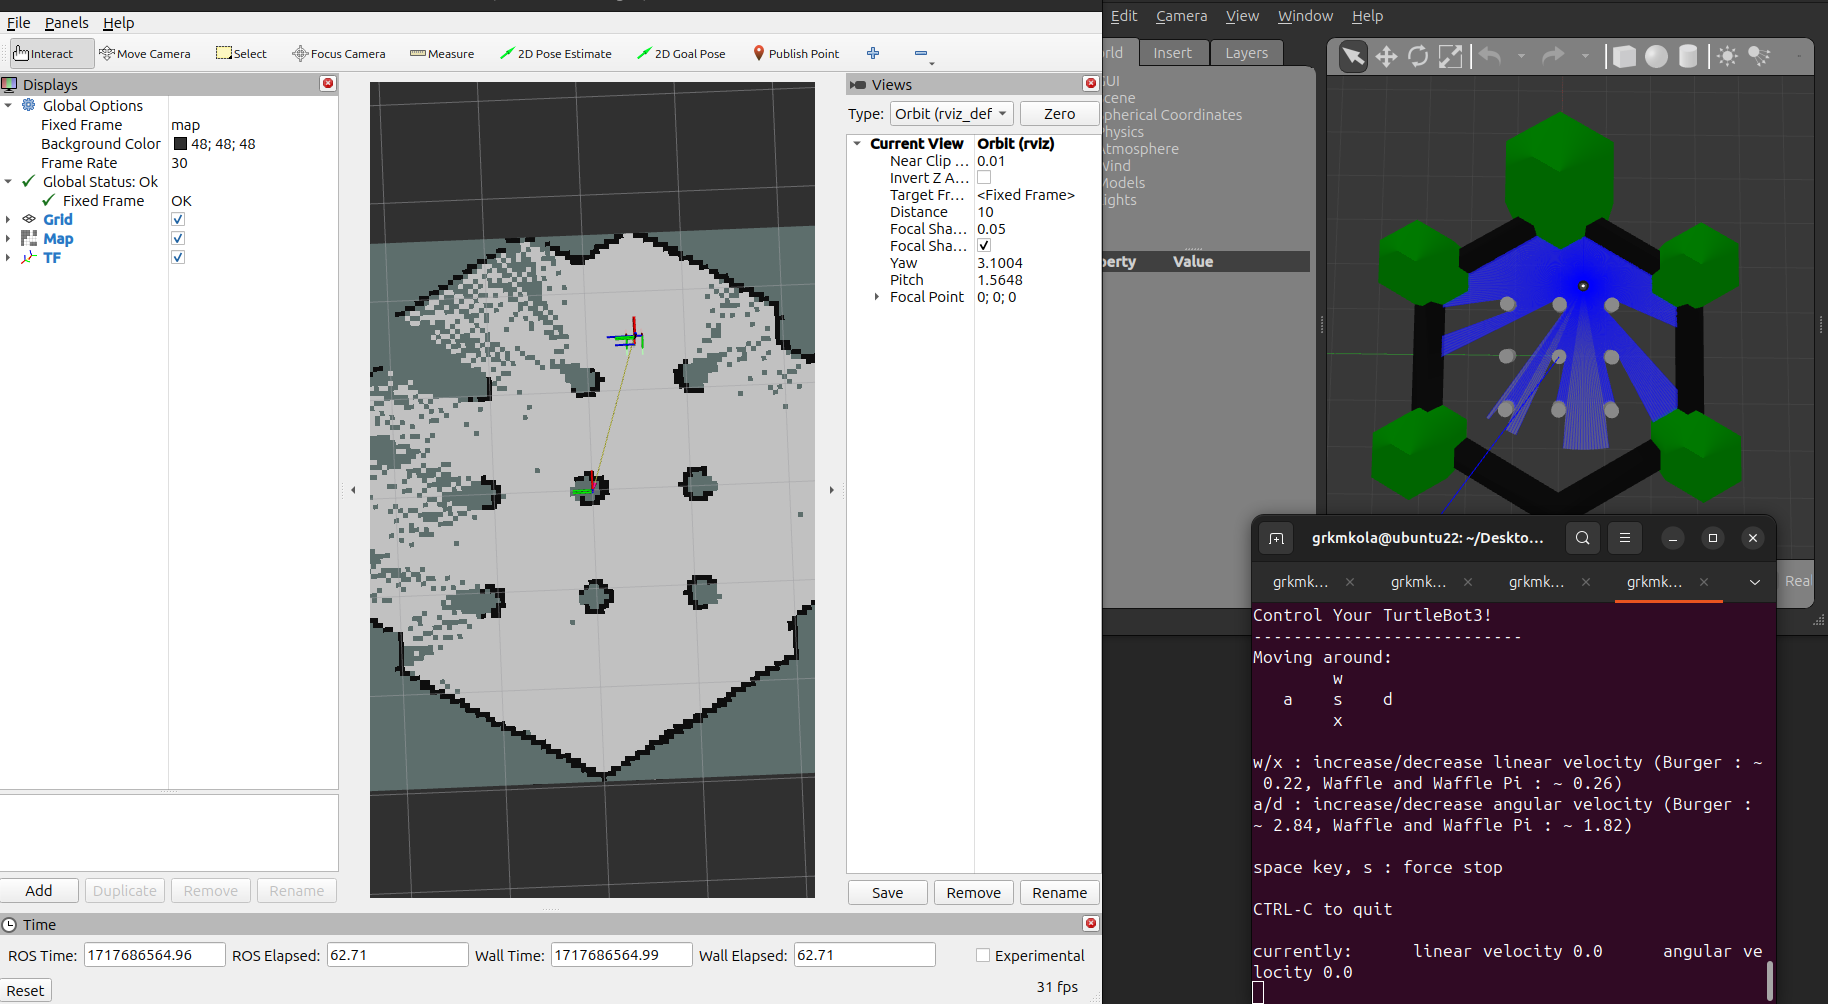 File Panels Help
Interact Move Camera Select Focus Camera Measure 2D Pose Estimate 2D Goal Pose Publish Point
Displays
Global Options
Fixed Frame map
Background Color 48; 48; 48
Frame Rate 30
Global Status: Ok
Fixed Frame OK
Grid
Map
TF
Add Duplicate Remove Rename
Views
Type: Orbit (rviz_def Zero
Current View Orbit (rviz)
Near Clip ... 0.01
Invert Z A...
Target Fr... <Fixed Frame>
Distance 10
Focal Sha... 0.05
Focal Sha...
Yaw 3.1004
Pitch 1.5648
Focal Point 0; 0; 0
Save Remove Rename
Time
ROS Time: 1717686564.96 ROS Elapsed: 62.71 Wall Time: 1717686564.99 Wall Elapsed: 62.71 Experimental
Reset 31 fps
Edit Camera View Window Help
rld Insert Layers
GUI
cene
pherical Coordinates
Physics
Atmosphere
Wind
Models
ights
perty Value
Real
grkmkola@ubuntu22: ~/Deskto...
grkmk... grkmk... grkmk... grkmk...
Control Your TurtleBot3!
---------------------------
Moving around:
w
a s d
x
w/x : increase/decrease linear velocity (Burger : ~
0.22, Waffle and Waffle Pi : ~ 0.26)
a/d : increase/decrease angular velocity (Burger :
~ 2.84, Waffle and Waffle Pi : ~ 1.82)
space key, s : force stop
CTRL-C to quit
currently: linear velocity 0.0 angular ve
locity 0.0